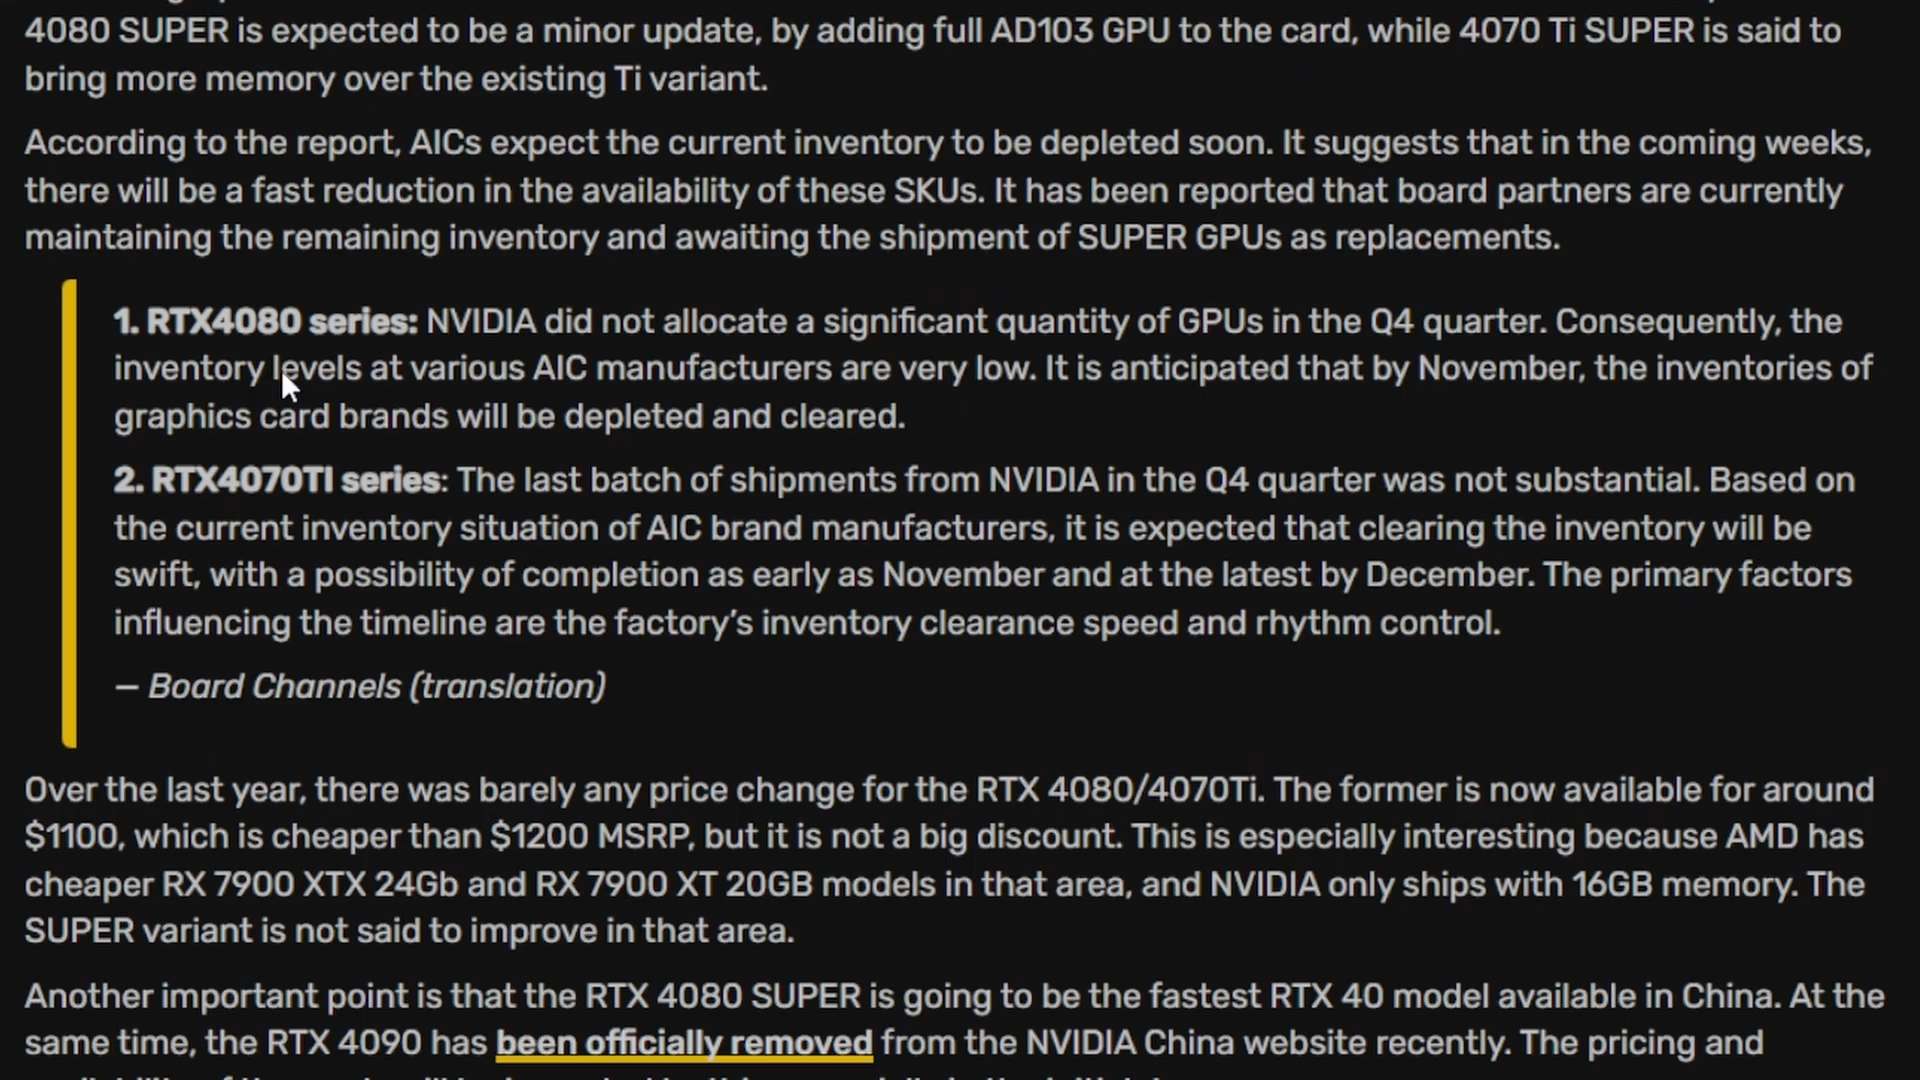 4080 SUPER is expected to be a minor update, by adding full AD103 GPU to the card, while 4070 Ti SUPER is said to
bring more memory over the existing Ti variant.
According to the report, AICs expect the current inventory to be depleted soon. It suggests that in the coming weeks,
there will be a fast reduction in the availability of these SKUs. It has been reported that board partners are currently
maintaining the remaining inventory and awaiting the shipment of SUPER GPUs as replacements.
1. RTX4080 series: NVIDIA did not allocate a significant quantity of GPUs in the Q4 quarter. Consequently, the
inventory levels at various AIC manufacturers are very low. It is anticipated that by November, the inventories of
graphics card brands will be depleted and cleared.
2. RTX4070TI series: The last batch of shipments from NVIDIA in the Q4 quarter was not substantial. Based on
the current inventory situation of AIC brand manufacturers, it is expected that clearing the inventory will be
swift, with a possibility of completion as early as November and at the latest by December. The primary factors
influencing the timeline are the factory’s inventory clearance speed and rhythm control.
— Board Channels (translation)
Over the last year, there was barely any price change for the RTX 4080/4070Ti. The former is now available for around
$1100, which is cheaper than $1200 MSRP, but it is not a big discount. This is especially interesting because AMD has
cheaper RX 7900 XTX 24Gb and RX 7900 XT 20GB models in that area, and NVIDIA only ships with 16GB memory. The
SUPER variant is not said to improve in that area.
Another important point is that the RTX 4080 SUPER is going to be the fastest RTX 40 model available in China. At the
same time, the RTX 4090 has been officially removed from the NVIDIA China website recently. The pricing and